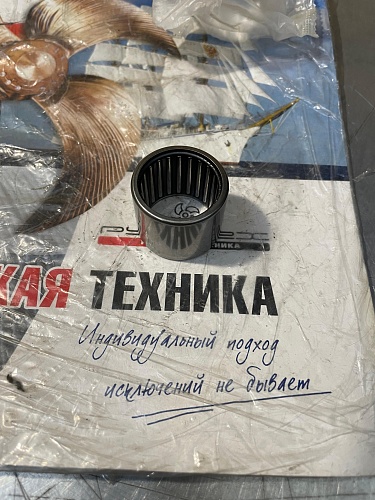 КАЯ ТЕХНИКА
Индивидуальный подход
исключений не бывает